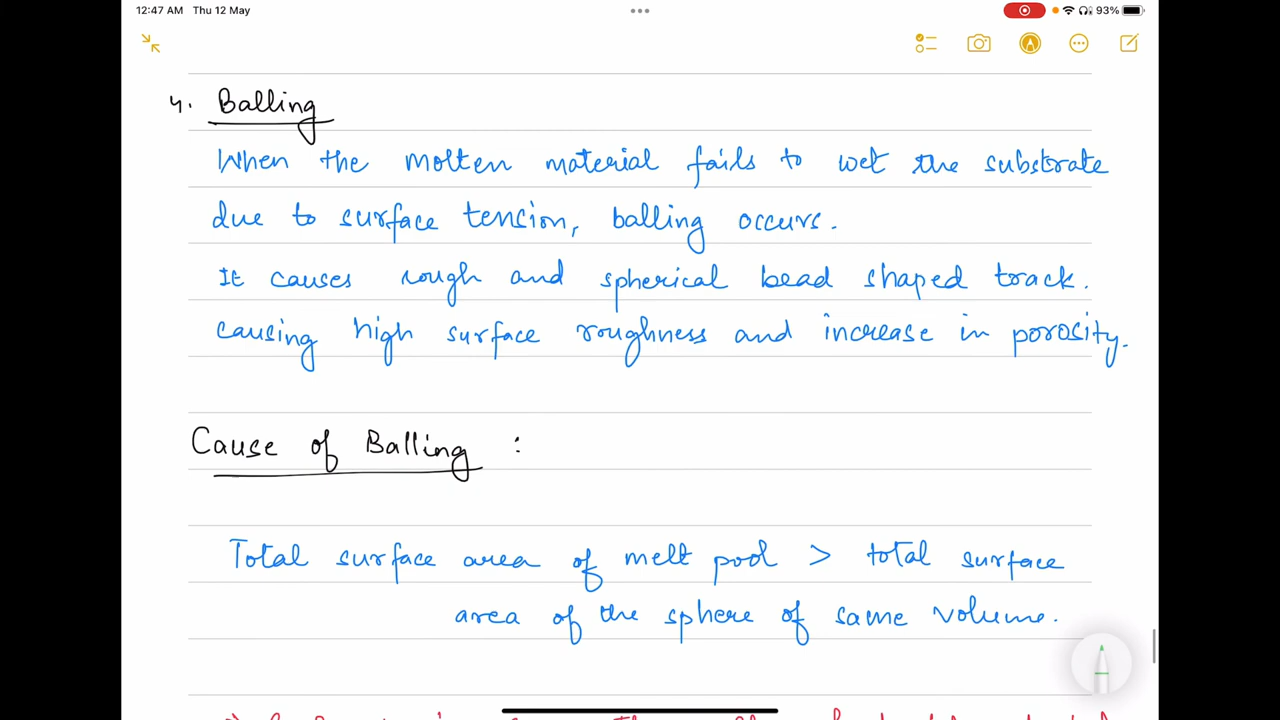 12:47 AM Thu 12 May
93%
4. Balling
When the molten material fails to wet the substrate
due to surface tension, balling occurs.
It causes rough and spherical bead shaped track.
causing high surface roughness and increase in porosity.
Cause of Balling :
Total surface area of melt pool > total surface
area of the sphere of same volume.